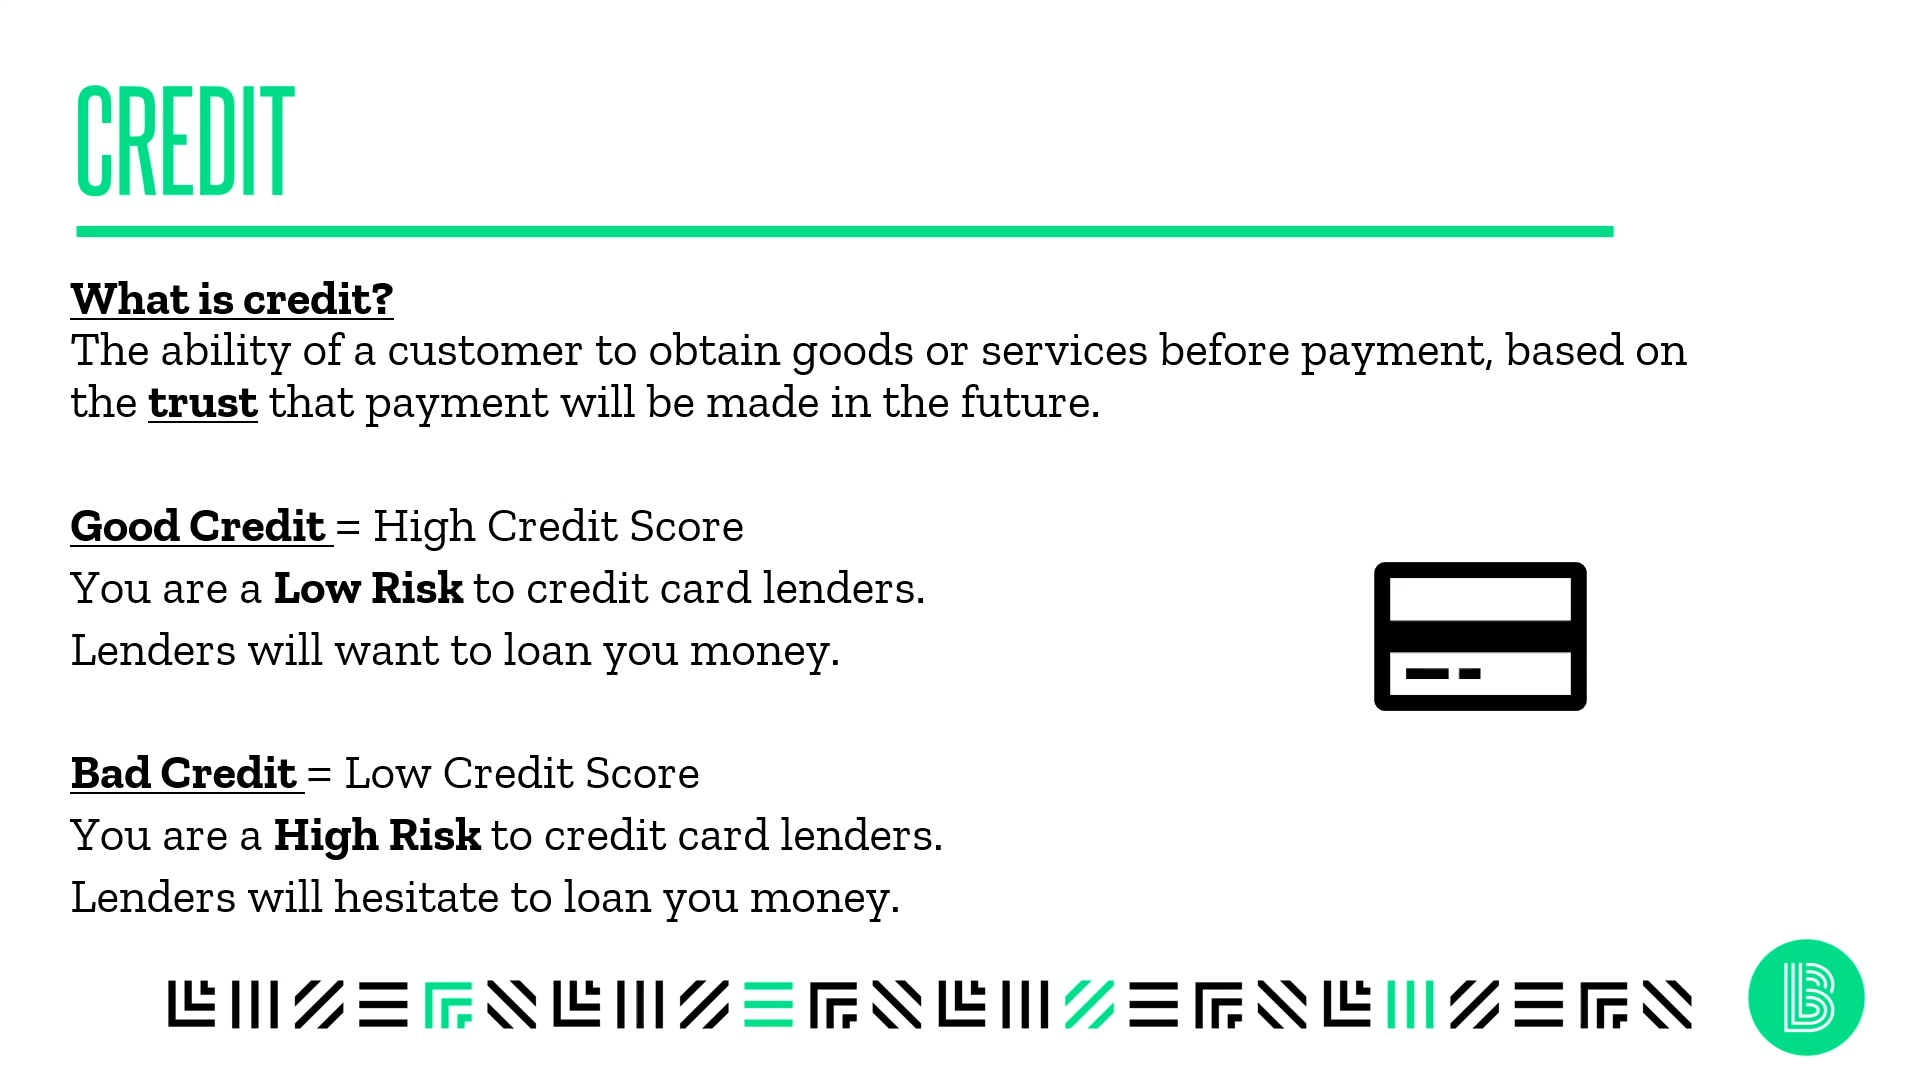 CREDIT
What is credit?
The ability of a customer to obtain goods or services before payment, based on
the trust that payment will be made in the future.
Good Credit = High Credit Score
You are a Low Risk to credit card lenders.
Lenders will want to loan you money.
Bad Credit = Low Credit Score
You are a High Risk to credit card lenders.
Lenders will hesitate to loan you money.
B